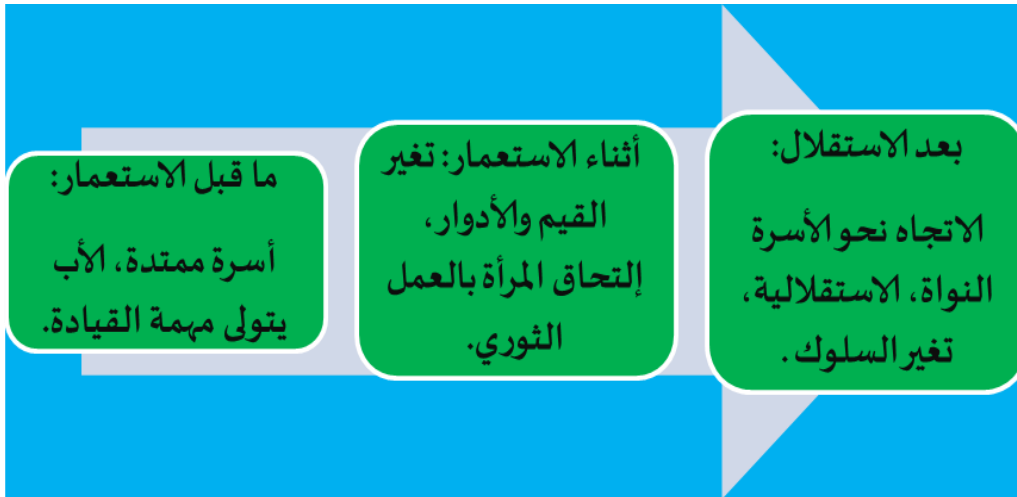 ما قبل الاستعمار:
أسرة ممتدة، الأب
يتولى مهمة القيادة.
أثناء الاستعمار: تغير
القيم والأدوار،
إلتحاق المرأة بالعمل
الثوري.
بعد الاستقلال:
الاتجاه نحو الأسرة
النواة، الاستقلالية،
تغير السلوك.